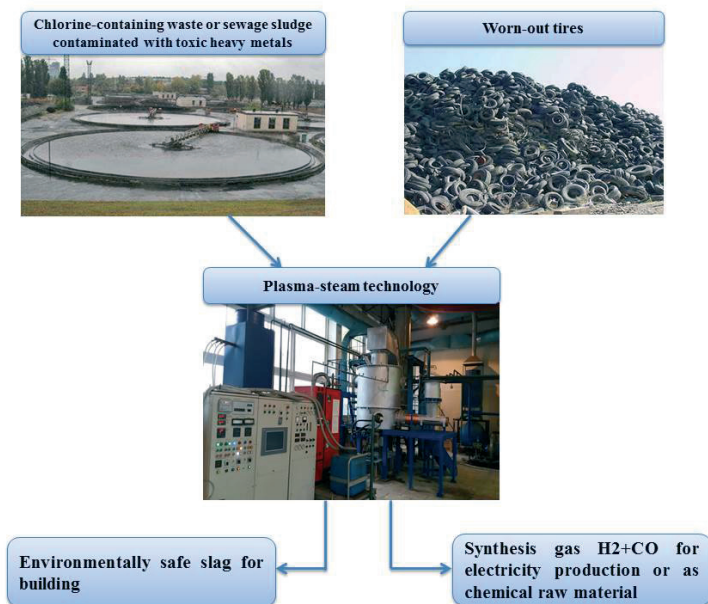 Chlorine-containing waste or sewage sludge
contaminated with toxic heavy metals
Worn-out tires
Plasma-steam technology
Environmentally safe slag for
building
Synthesis gas H2+CO for
electricity production or as
chemical raw material